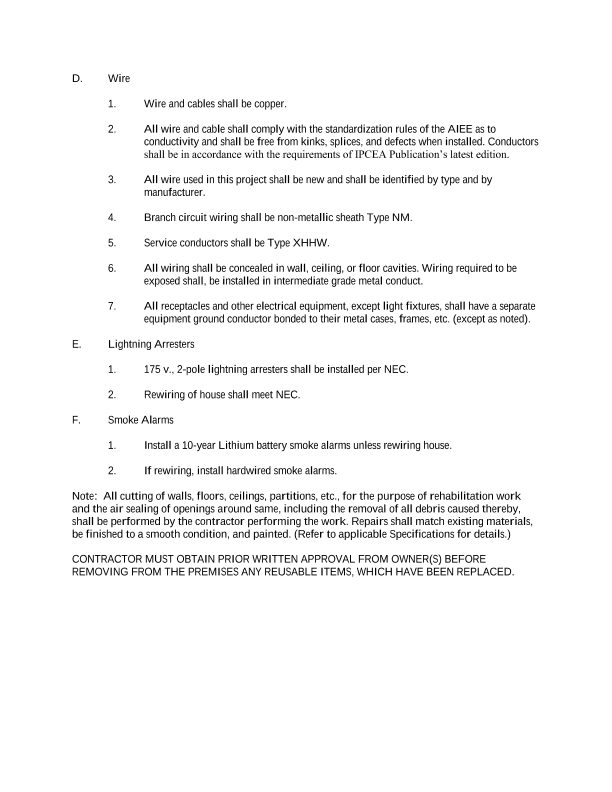 D. Wire
1. Wire and cables shall be copper.
2. All wire and cable shall comply with the standardization rules of the AIEE as to
conductivity and shall be free from kinks, splices, and defects when installed. Conductors
shall be in accordance with the requirements of IPCEA Publication’s latest edition.
3. All wire used in this project shall be new and shall be identified by type and by
manufacturer.
4. Branch circuit wiring shall be non-metallic sheath Type NM.
5. Service conductors shall be Type XHHW.
6. All wiring shall be concealed in wall, ceiling, or floor cavities. Wiring required to be
exposed shall, be installed in intermediate grade metal conduct.
7. All receptacles and other electrical equipment, except light fixtures, shall have a separate
equipment ground conductor bonded to their metal cases, frames, etc. (except as noted).
E. Lightning Arresters
1. 175 v., 2-pole lightning arresters shall be installed per NEC.
2. Rewiring of house shall meet NEC.
F. Smoke Alarms
1. Install a 10-year Lithium battery smoke alarms unless rewiring house.
2. If rewiring, install hardwired smoke alarms.
Note: All cutting of walls, floors, ceilings, partitions, etc., for the purpose of rehabilitation work
and the air sealing of openings around same, including the removal of all debris caused thereby,
shall be performed by the contractor performing the work. Repairs shall match existing materials,
be finished to a smooth condition, and painted. (Refer to applicable Specifications for details.)
CONTRACTOR MUST OBTAIN PRIOR WRITTEN APPROVAL FROM OWNER(S) BEFORE
REMOVING FROM THE PREMISES ANY REUSABLE ITEMS, WHICH HAVE BEEN REPLACED.